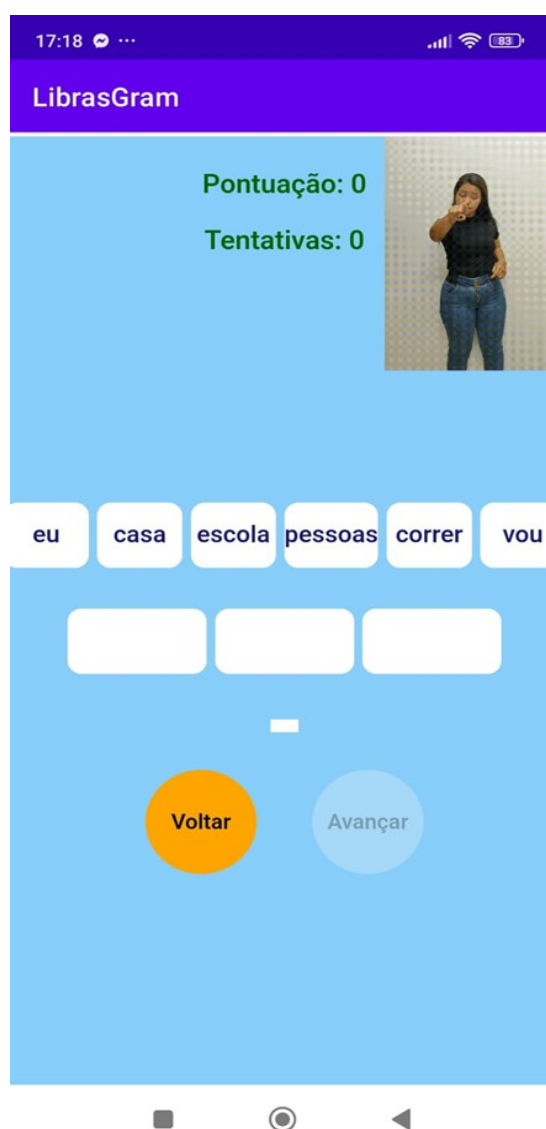 17:18 ...
83
LibrasGram
Pontuação: 0
Tentativas: 0
eu casa escola pessoas correr vou
Voltar Avançar